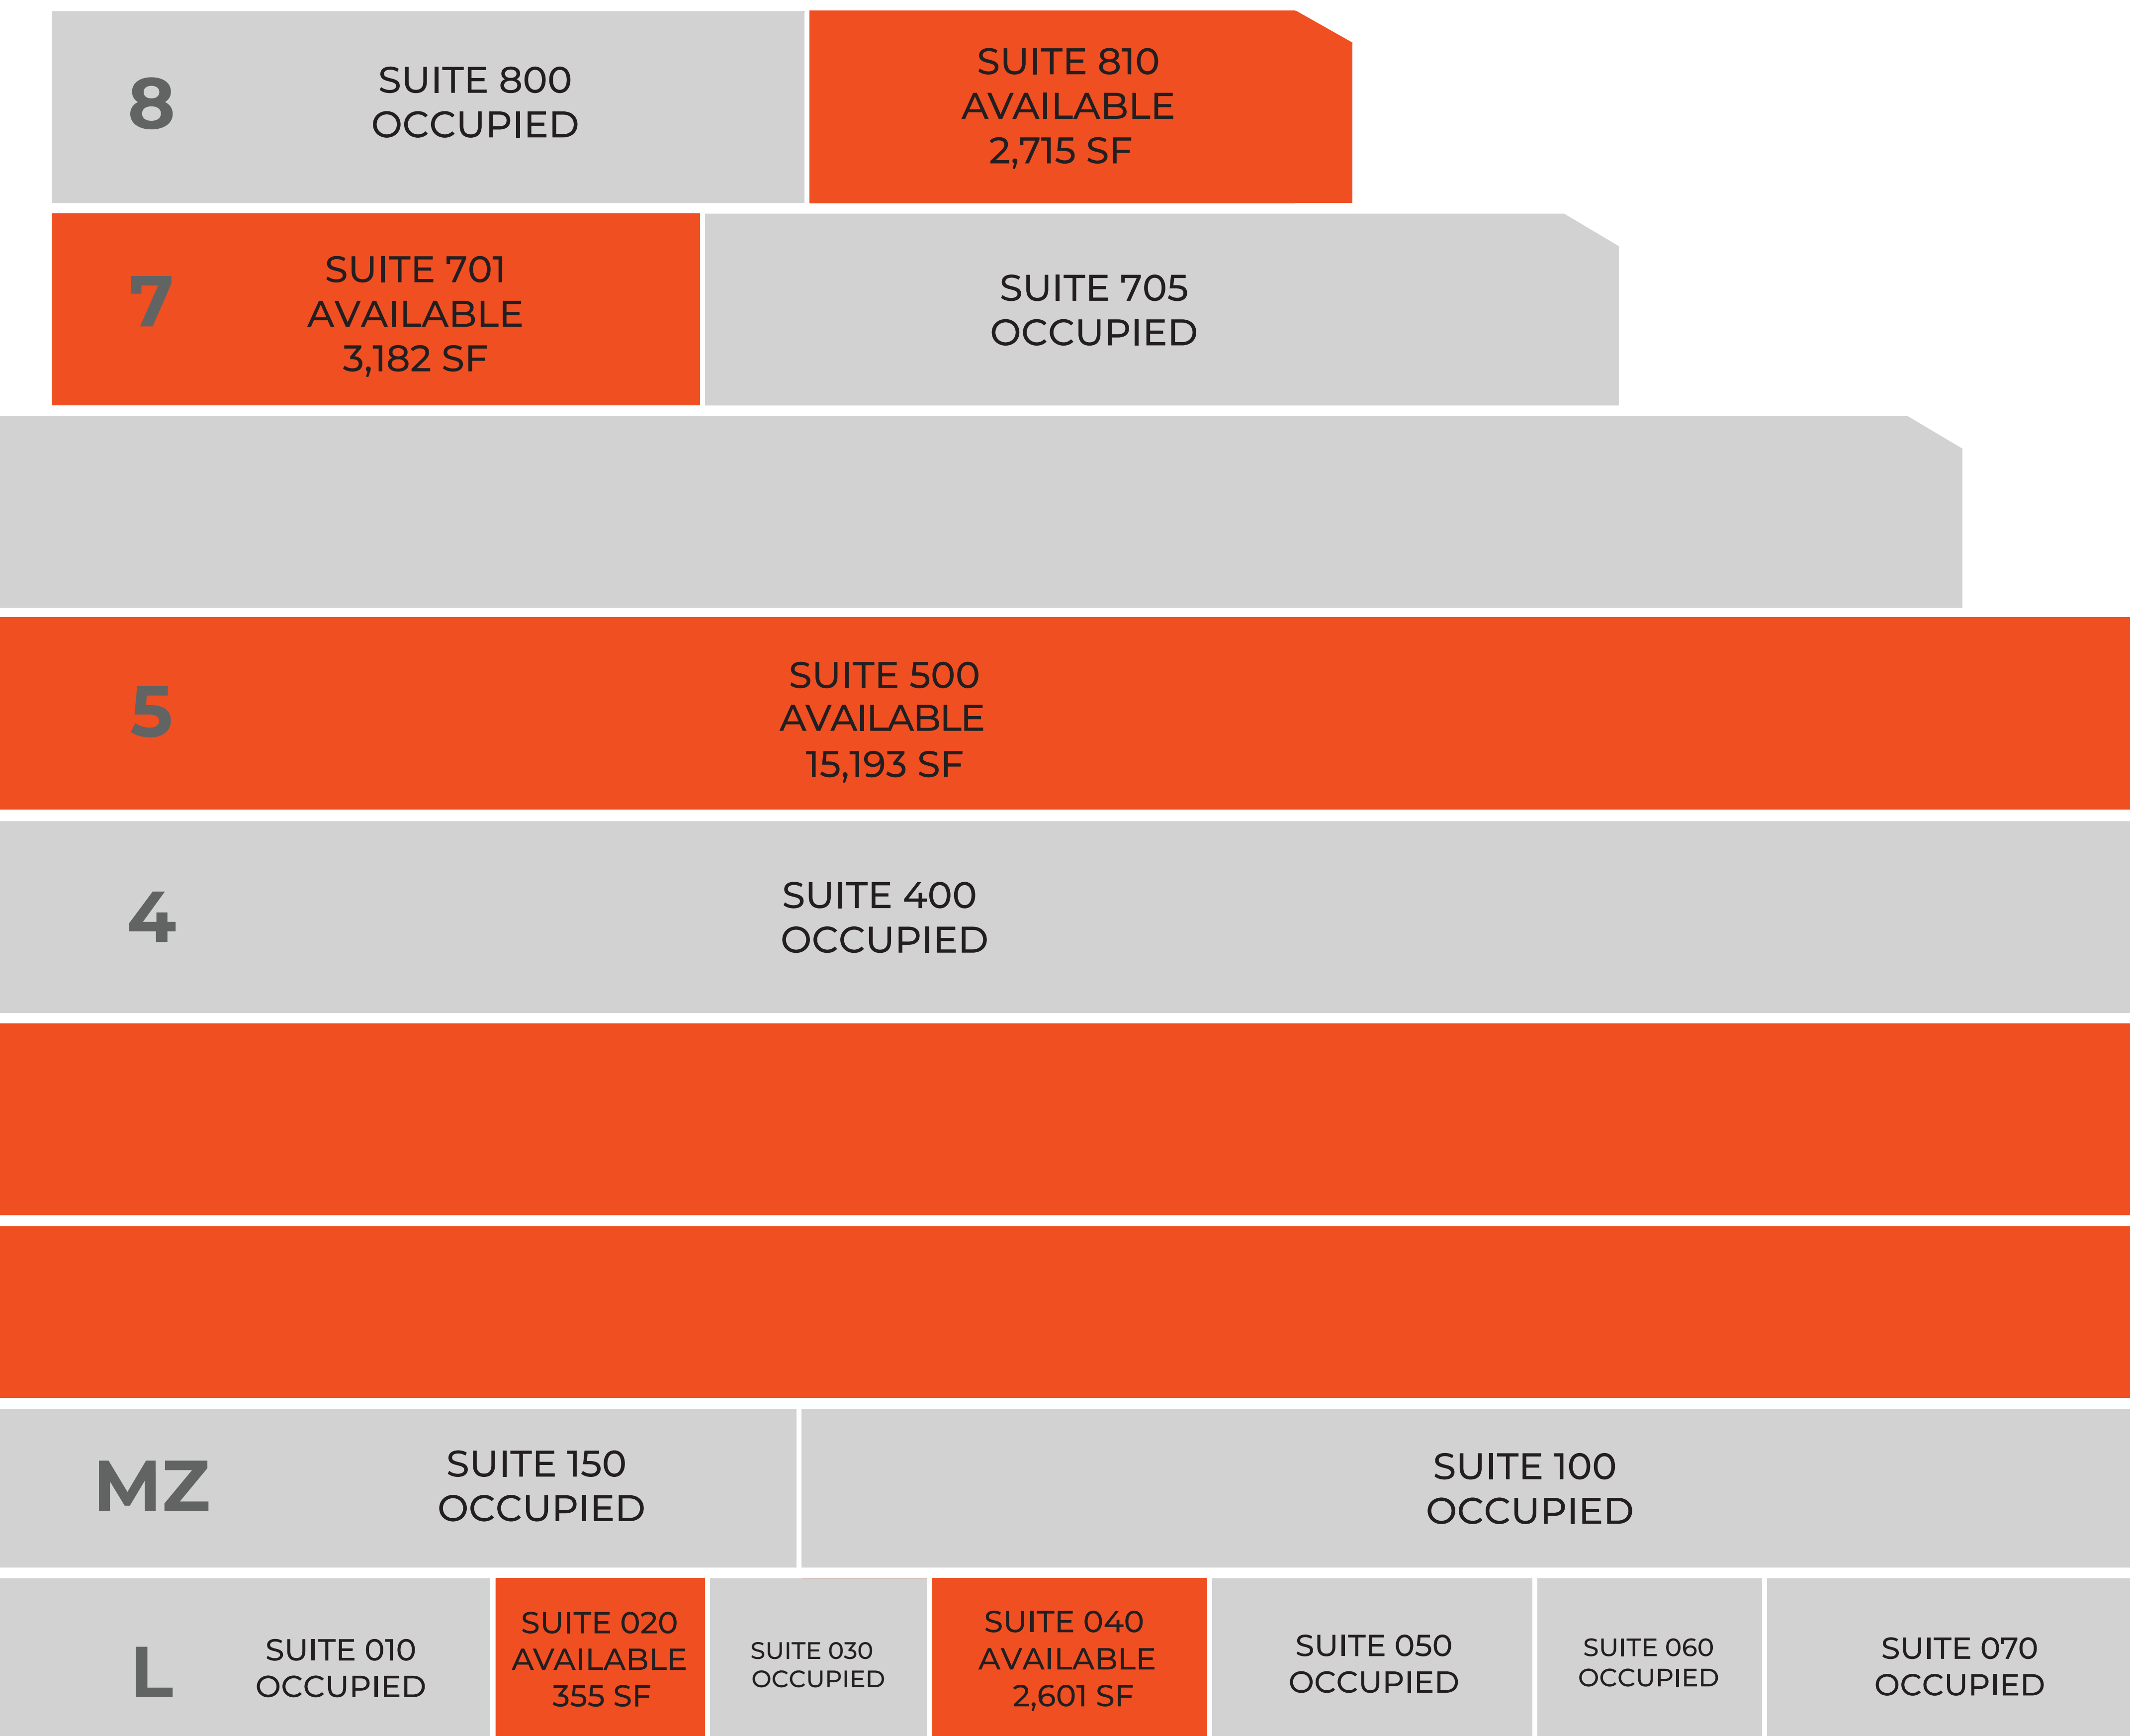 8
SUITE 800
OCCUPIED
SUITE 810
AVAILABLE
2,715 SF
7
SUITE 701
AVAILABLE
3,182 SF
SUITE 705
OCCUPIED
5
SUITE 500
AVAILABLE
15,193 SF
4
SUITE 400
OCCUPIED
MZ
SUITE 150
OCCUPIED
SUITE 100
OCCUPIED
L
SUITE 010
OCCUPIED
SUITE 020
AVAILABLE
355 SF
SUITE 030
OCCUPIED
SUITE 040
AVAILABLE
2,601 SF
SUITE 050
OCCUPIED
SUITE 060
OCCUPIED
SUITE 070
OCCUPIED